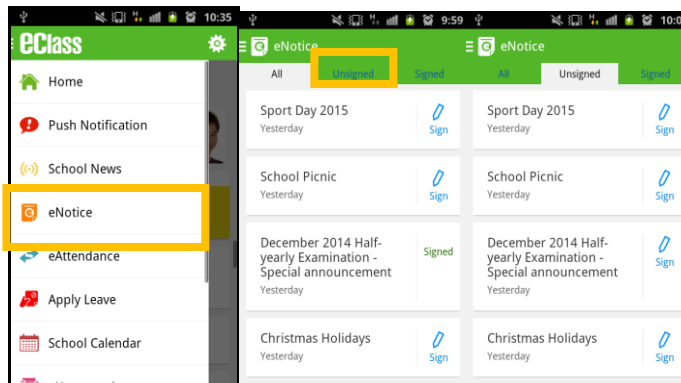 10:35
eClass
Home
Push Notification
School News
eNotice
eAttendance
Apply Leave
School Calendar
9:59
eNotice
All
Unsigned
Signed
Sport Day 2015
Yesterday
Sign
School Picnic
Yesterday
Sign
December 2014 Half-
yearly Examination -
Special announcement
Yesterday
Signed
Christmas Holidays
Yesterday
Sign
eNotice
All
Unsigned
Signed
Sport Day 2015
Yesterday
Sign
School Picnic
Yesterday
Sign
December 2014 Half-
yearly Examination -
Special announcement
Yesterday
Sign
Christmas Holidays
Yesterday
Sign